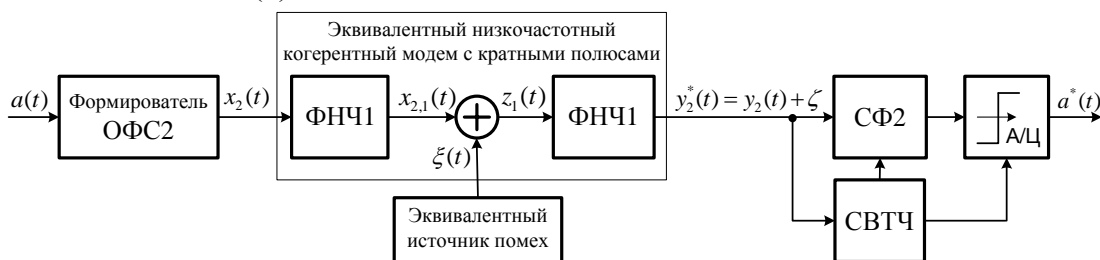 Эквивалентный низкочастотный
когерентный модем с кратными полюсами
a(t)
Формирователь
ОФС2
x₂(t)
ФНЧ1
x₂,₁(t)
ξ(t)
z₁(t)
ФНЧ1
y₂*(t) = y₂(t) + ζ
СФ2
А/Ц
a*(t)
Эквивалентный
источник помех
СВТЧ